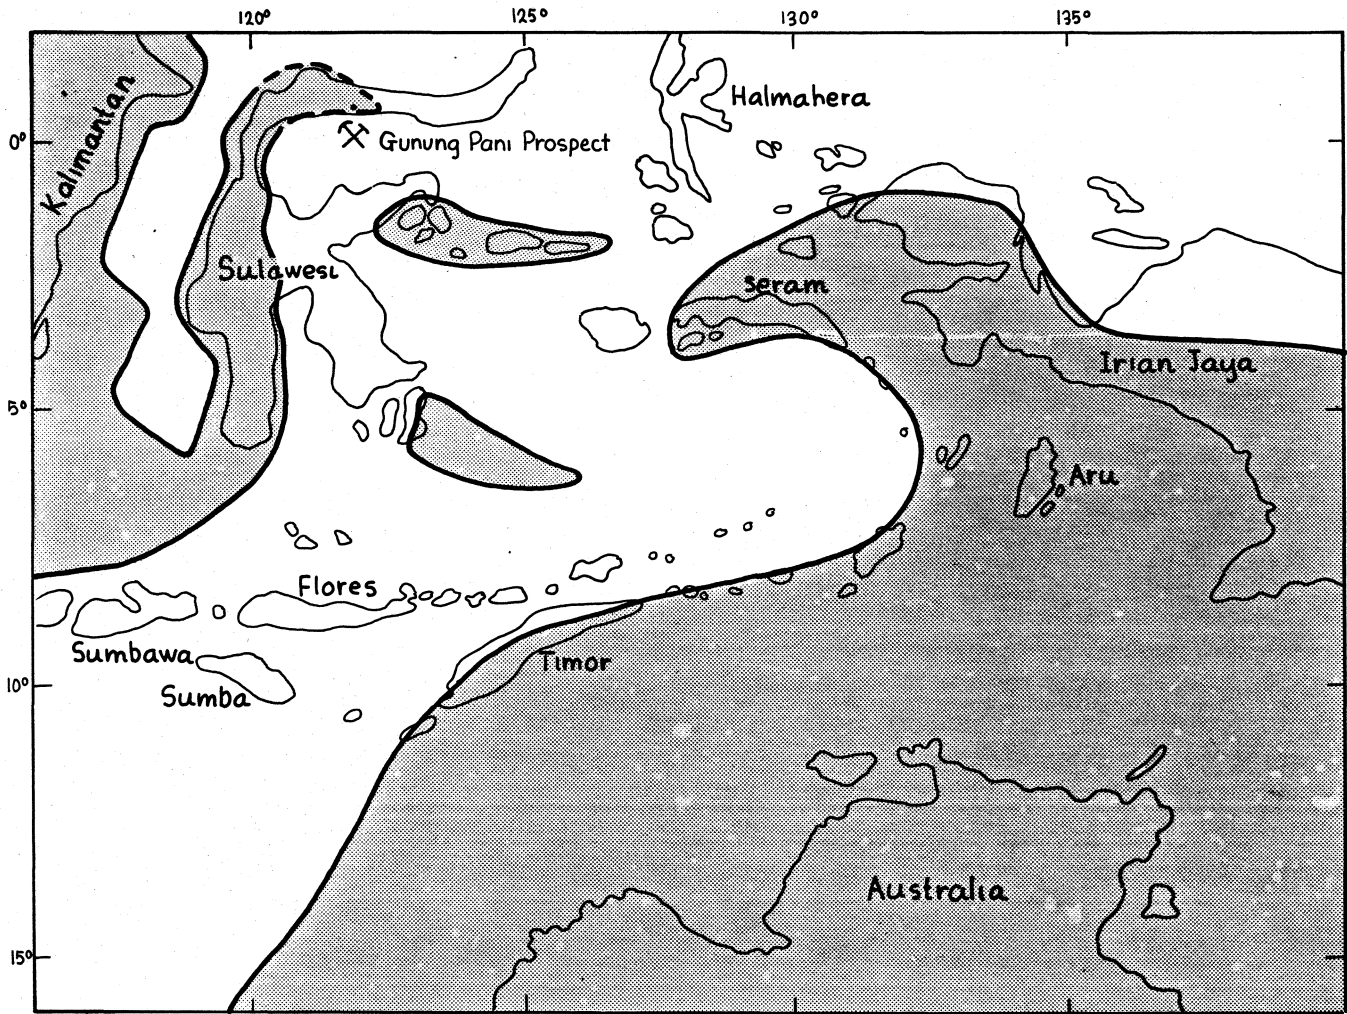 120° 125° 130° 135°
Halmahera
Kalimantan
0°
Gunung Pani Prospect
Sulawesi
Seram
Irian Jaya
5°
Aru
Flores
Sumbawa
Timor
10°
Sumba
Australia
15°